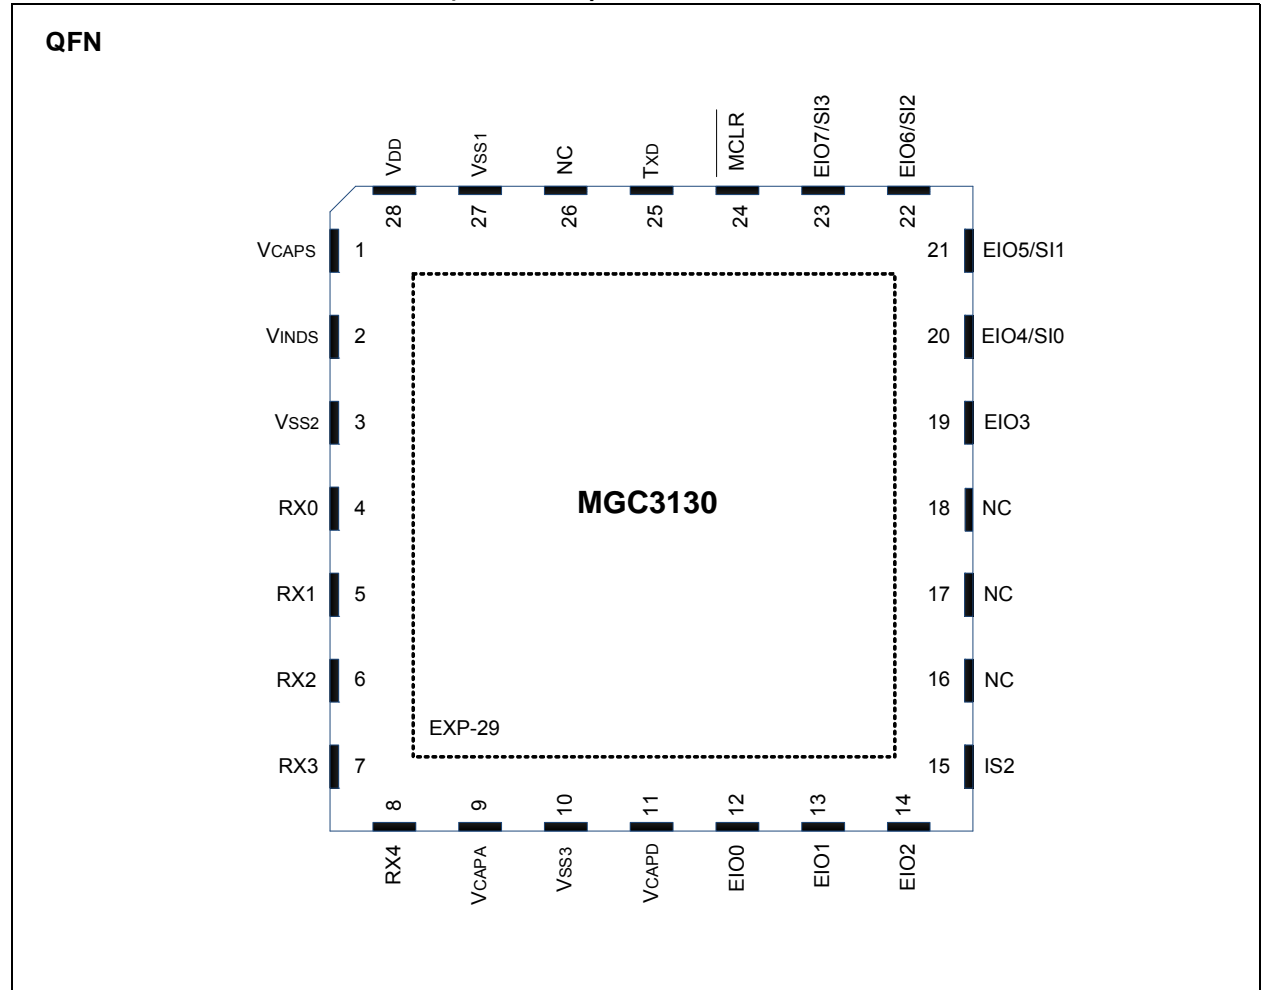 QFN
VDD
VSS1
NC
TXD
MCLR
EIO7/SI3
EIO6/SI2
28
27
26
25
24
23
22
VCAPS 1
21 EIO5/SI1
VINDS 2
20 EIO4/SI0
VSS2 3
19 EIO3
RX0 4
MGC3130
18 NC
RX1 5
17 NC
RX2 6
16 NC
EXP-29
RX3 7
15 IS2
8
9
10
11
12
13
14
RX4
VCAPA
VSS3
VCAPD
EIO0
EIO1
EIO2